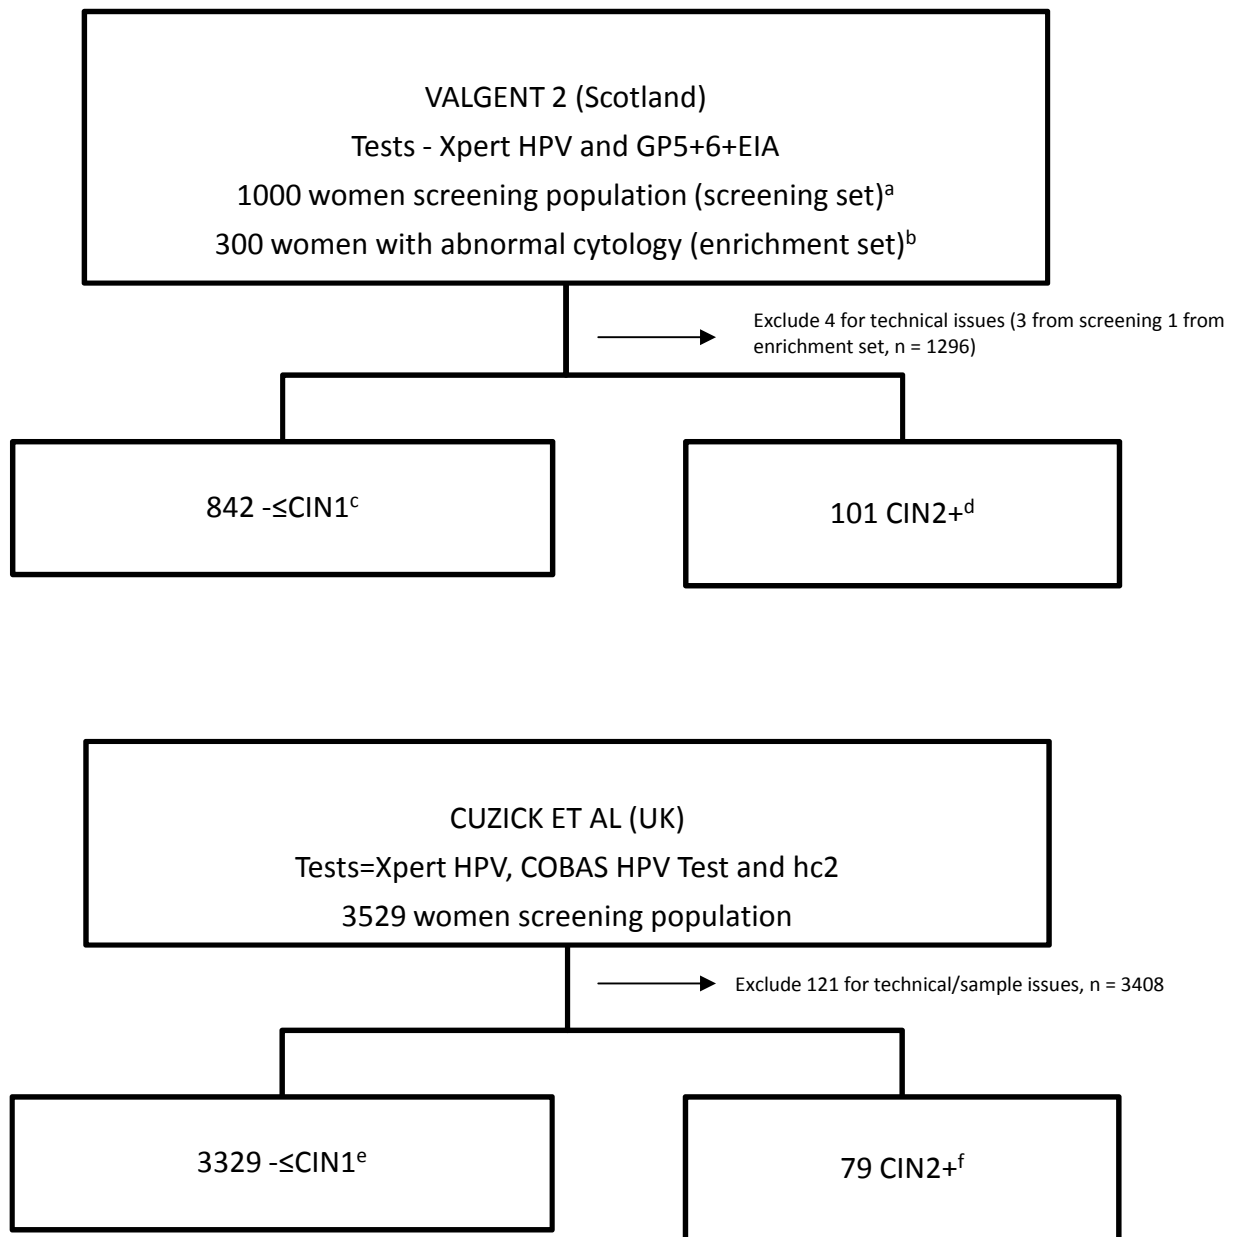 VALGENT 2 (Scotland)
Tests - Xpert HPV and GP5+6+EIA
1000 women screening population (screening set)ᵃ
300 women with abnormal cytology (enrichment set)ᵇ
Exclude 4 for technical issues (3 from screening 1 from
enrichment set, n = 1296)
842 -≤CIN1ᶜ
101 CIN2+ᵈ
CUZICK ET AL (UK)
Tests=Xpert HPV, COBAS HPV Test and hc2
3529 women screening population
Exclude 121 for technical/sample issues, n = 3408
3329 -≤CIN1ᵉ
79 CIN2+ᶠ